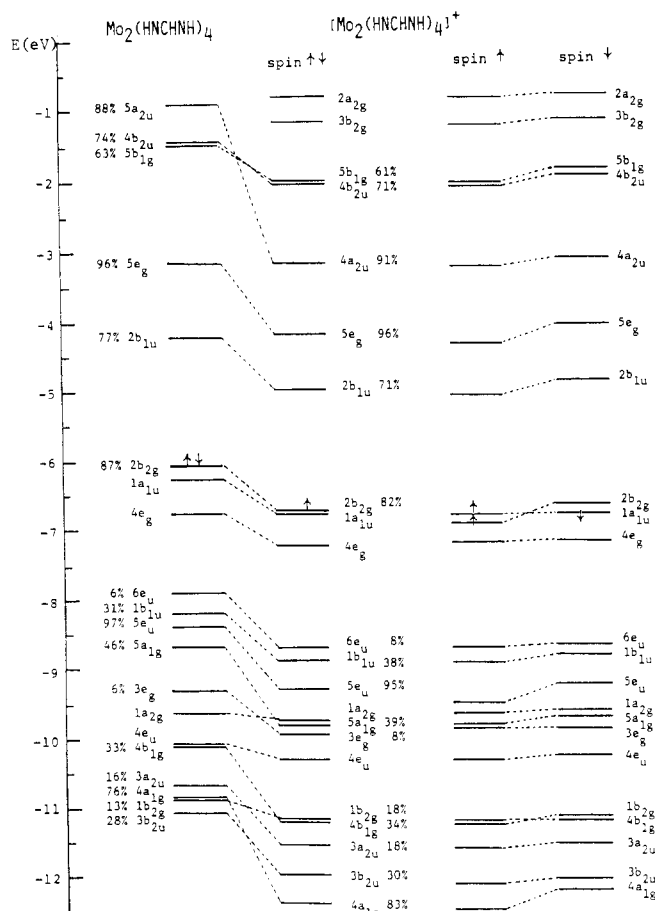 Mo2(HNCHNH)4 [Mo2(HNCHNH)4]+
E(eV)
spin ↑↓ spin ↑ spin ↓
-1
-2
-3
-4
-5
-6
-7
-8
-9
-10
-11
-12
88% 5a2u
74% 4b2u
63% 5b1g
96% 5eg
77% 2b1u
↑↓
87% 2b2g
1a1u
4eg
6% 6eu
31% 1b1u
97% 5eu
46% 5a1g
6% 3eg
1a2g
4eu
33% 4b1g
16% 3a2u
76% 4a1g
13% 1b2g
28% 3b2u
2a2g
3b2g
5b1g 61%
4b2u 71%
4a2u 91%
5eg 96%
2b1u 71%
↑
2b2g 82%
1a1u
4eg
6eu 8%
1b1u 38%
5eu 95%
1a2g
5a1g 39%
3eg 8%
4eu
1b2g 18%
4b1g 34%
3a2u 18%
3b2u 30%
83%
↑
↑
↓
2a2g
3b2g
5b1g
4b2u
4a2u
5eg
2b1u
2b2g
1a1u
4eg
6eu
1b1u
5eu
1a2g
5a1g
3eg
4eu
1b2g
4b1g
3a2u
3b2u
4a1g